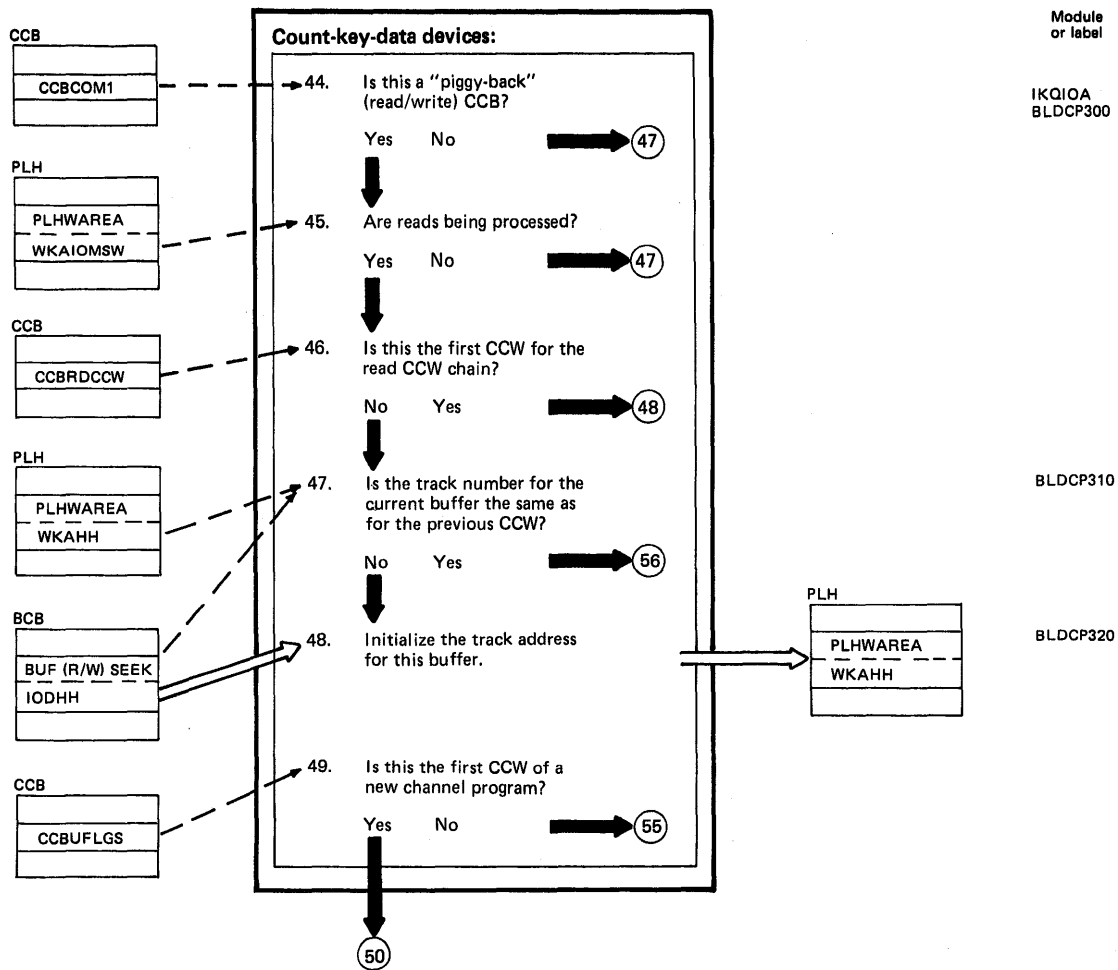 Module
or label
Count-key-data devices:
CCB
CCBCOM1
44. Is this a "piggy-back"
(read/write) CCB?
IKQIOA
BLDCP300
Yes No 47
PLH
PLHWAREA
WKAIOMSW
45. Are reads being processed?
Yes No 47
CCB
CCBRDCCW
46. Is this the first CCW for the
read CCW chain?
No Yes 48
PLH
PLHWAREA
WKAHH
47. Is the track number for the
current buffer the same as
for the previous CCW?
BLDCP310
No Yes 56
BCB
BUF (R/W) SEEK
IODHH
48. Initialize the track address
for this buffer.
PLH
PLHWAREA
WKAHH
BLDCP320
CCB
CCBUFLGS
49. Is this the first CCW of a
new channel program?
Yes No 55
50